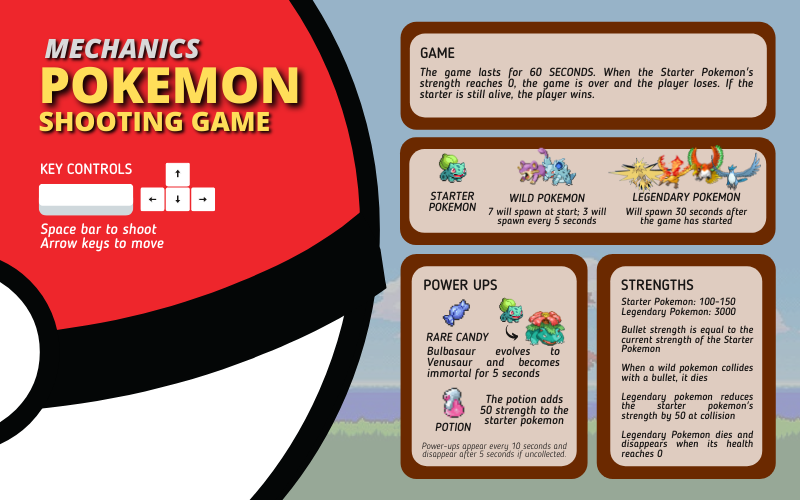 MECHANICS
POKEMON
SHOOTING GAME
KEY CONTROLS
↑
← ↓ →
Space bar to shoot
Arrow keys to move
GAME
The game lasts for 60 SECONDS. When the Starter Pokemon's
strength reaches 0, the game is over and the player loses. If the
starter is still alive, the player wins.
STARTER
POKEMON
WILD POKEMON
7 will spawn at start; 3 will
spawn every 5 seconds
LEGENDARY POKEMON
Will spawn 30 seconds after
the game has started
POWER UPS
RARE CANDY
Bulbasaur evolves to
Venusaur and becomes
immortal for 5 seconds
POTION
The potion adds
50 strength to the
starter pokemon
Power-ups appear every 10 seconds and
disappear after 5 seconds if uncollected.
STRENGTHS
Starter Pokemon: 100-150
Legendary Pokemon: 3000
Bullet strength is equal to the
current strength of the Starter
Pokemon
When a wild pokemon collides
with a bullet, it dies
Legendary pokemon reduces
the starter pokemon's
strength by 50 at collision
Legendary Pokemon dies and
disappears when its health
reaches 0